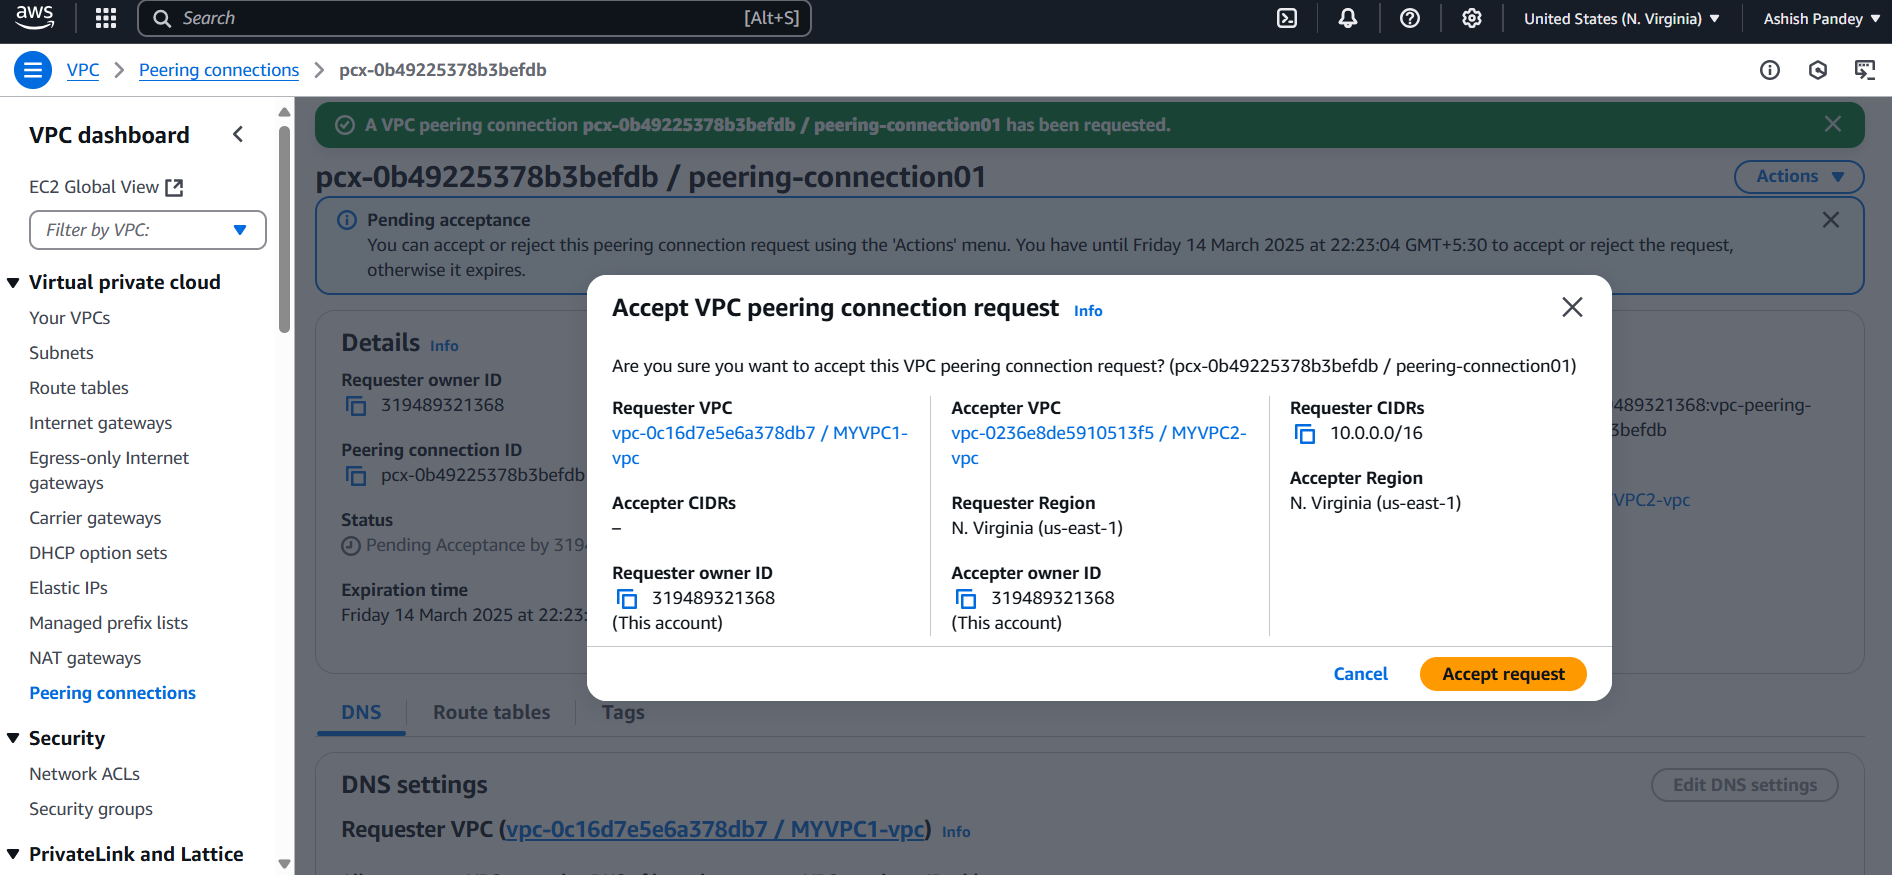 aws
Search
[Alt+S]
United States (N. Virginia)
Ashish Pandey
VPC
Peering connections
pcx-0b49225378b3befdb
VPC dashboard
EC2 Global View
Filter by VPC:
Virtual private cloud
Your VPCs
Subnets
Route tables
Internet gateways
Egress-only Internet
gateways
Carrier gateways
DHCP option sets
Elastic IPs
Managed prefix lists
NAT gateways
Peering connections
Security
Network ACLs
Security groups
PrivateLink and Lattice
A VPC peering connection pcx-0b49225378b3befdb / peering-connection01 has been requested.
pcx-0b49225378b3befdb / peering-connection01
Actions
Pending acceptance
You can accept or reject this peering connection request using the 'Actions' menu. You have until Friday 14 March 2025 at 22:23:04 GMT+5:30 to accept or reject the request,
otherwise it expires.
Details Info
Requester owner ID
319489321368
Peering connection ID
pcx-0b49225378b3befdb
Status
Pending Acceptance by 319
Expiration time
Friday 14 March 2025 at 22:23:
489321368:vpc-peering-
3befdb
VPC2-vpc
Accept VPC peering connection request Info
Are you sure you want to accept this VPC peering connection request? (pcx-0b49225378b3befdb / peering-connection01)
Requester VPC
vpc-0c16d7e5e6a378db7 / MYVPC1-
vpc
Accepter CIDRs
–
Requester owner ID
319489321368
(This account)
Accepter VPC
vpc-0236e8de5910513f5 / MYVPC2-
vpc
Requester Region
N. Virginia (us-east-1)
Accepter owner ID
319489321368
(This account)
Requester CIDRs
10.0.0.0/16
Accepter Region
N. Virginia (us-east-1)
Cancel
Accept request
DNS
Route tables
Tags
DNS settings
Edit DNS settings
Requester VPC (vpc-0c16d7e5e6a378db7 / MYVPC1-vpc) Info